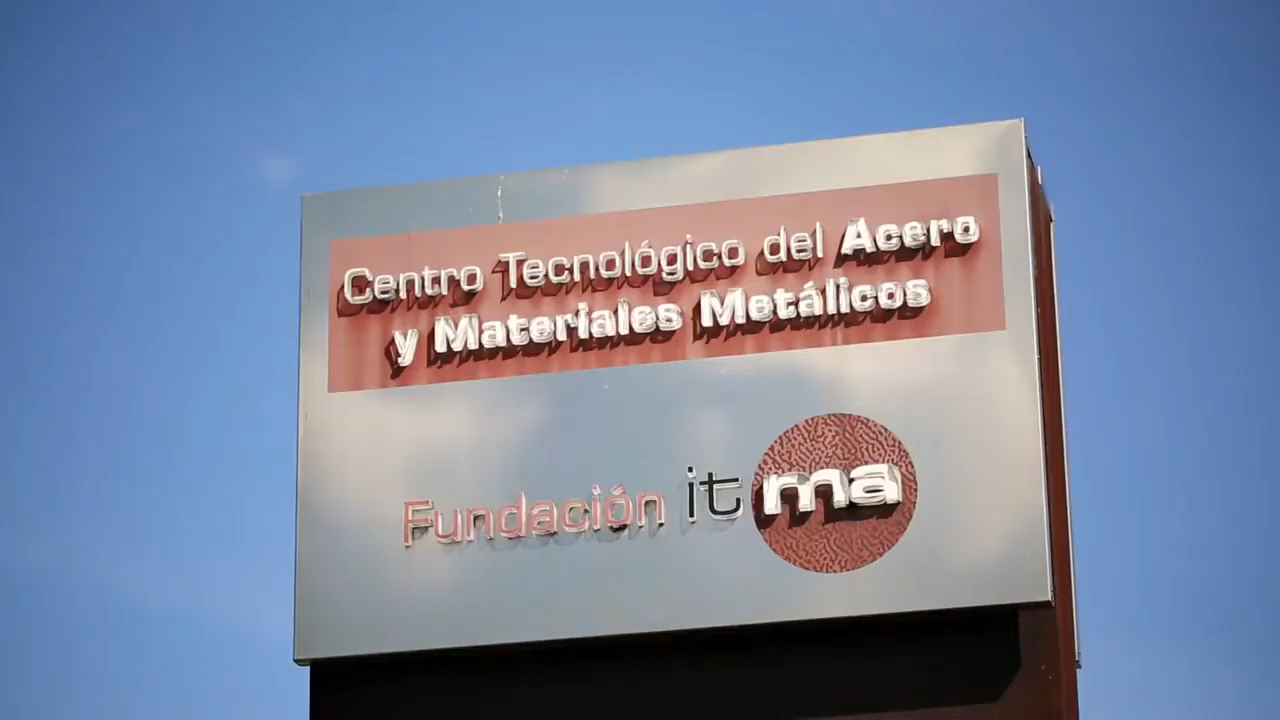 Centro Tecnológico del Acero
y Materiales Metálicos
Fundación itma